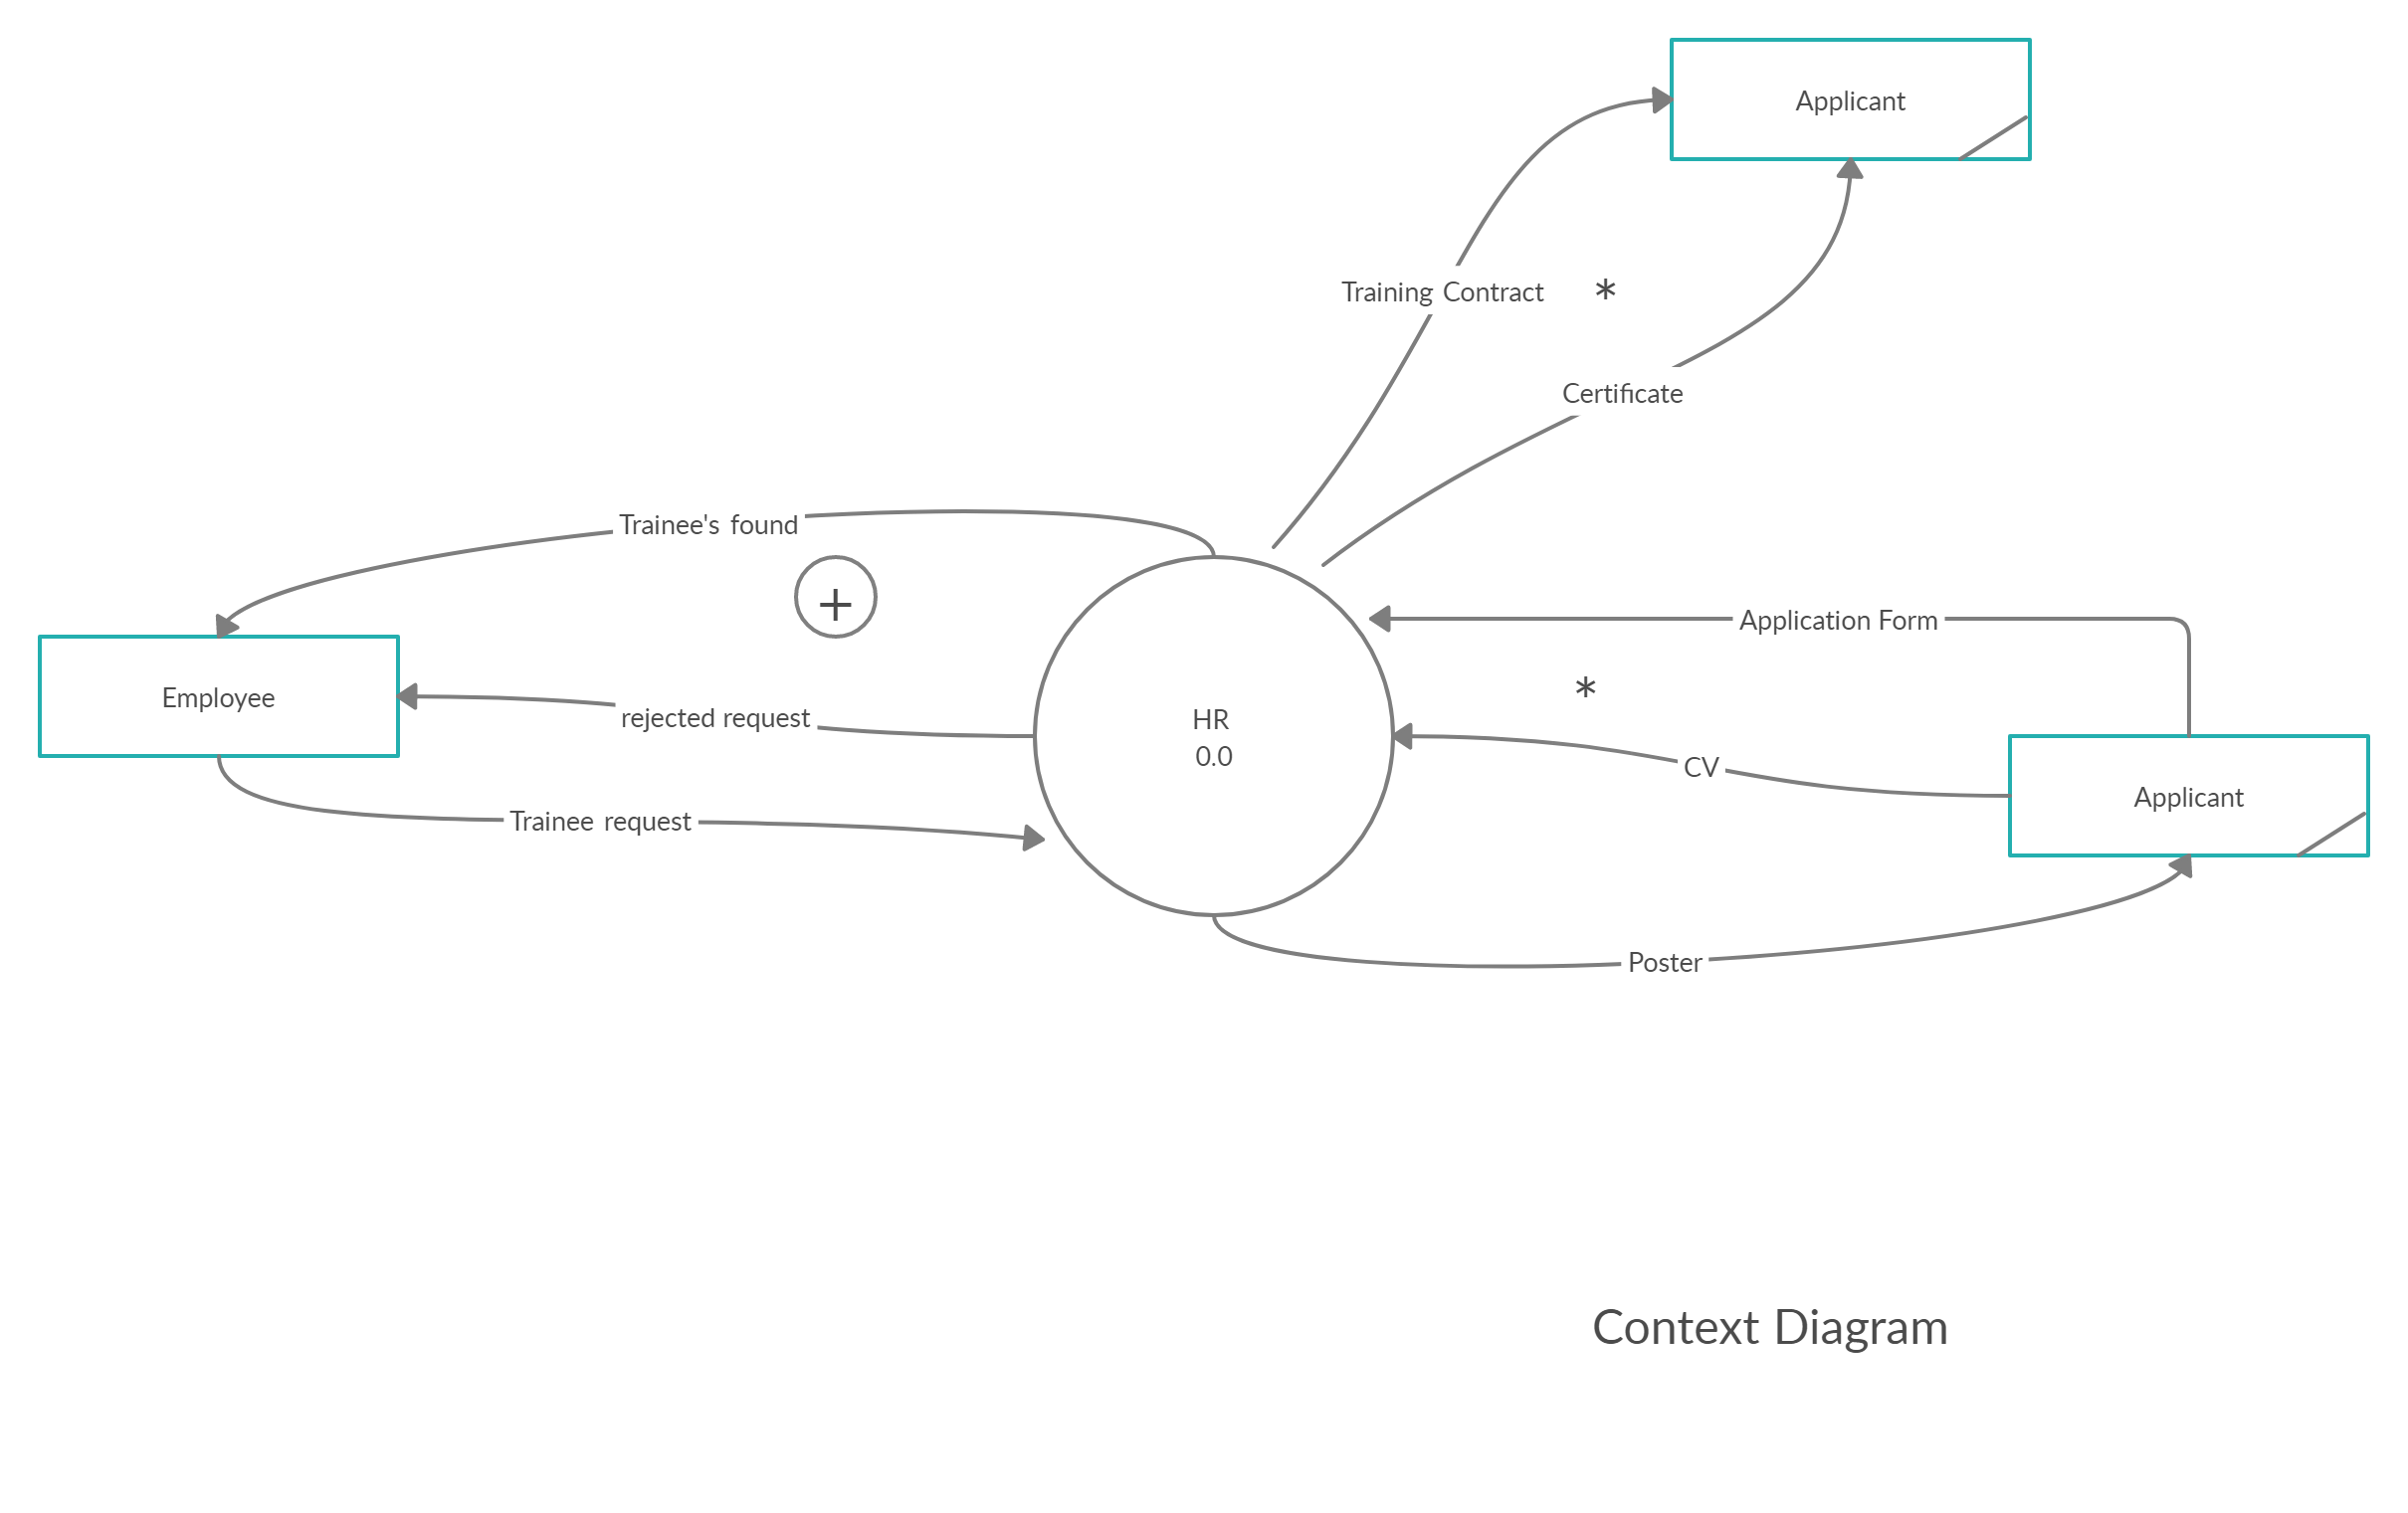 Applicant
Training Contract *
Certificate
Trainee's found
+
Application Form
Employee
rejected request
HR
0.0
*
CV
Applicant
Trainee request
Poster
Context Diagram